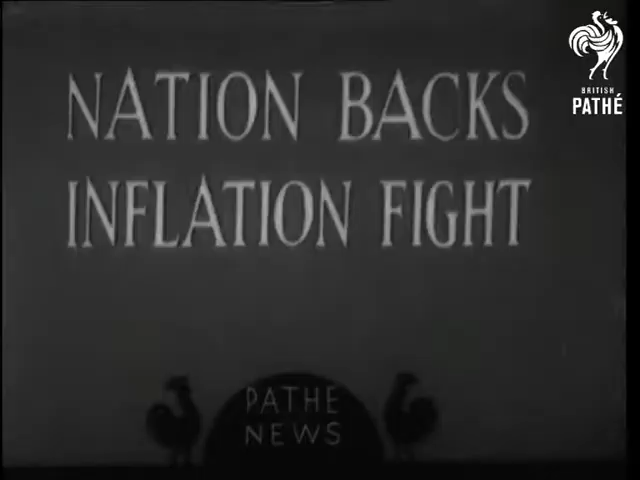 NATION BACKS
INFLATION FIGHT
BRITISH
PATHÉ
PATHE
NEWS